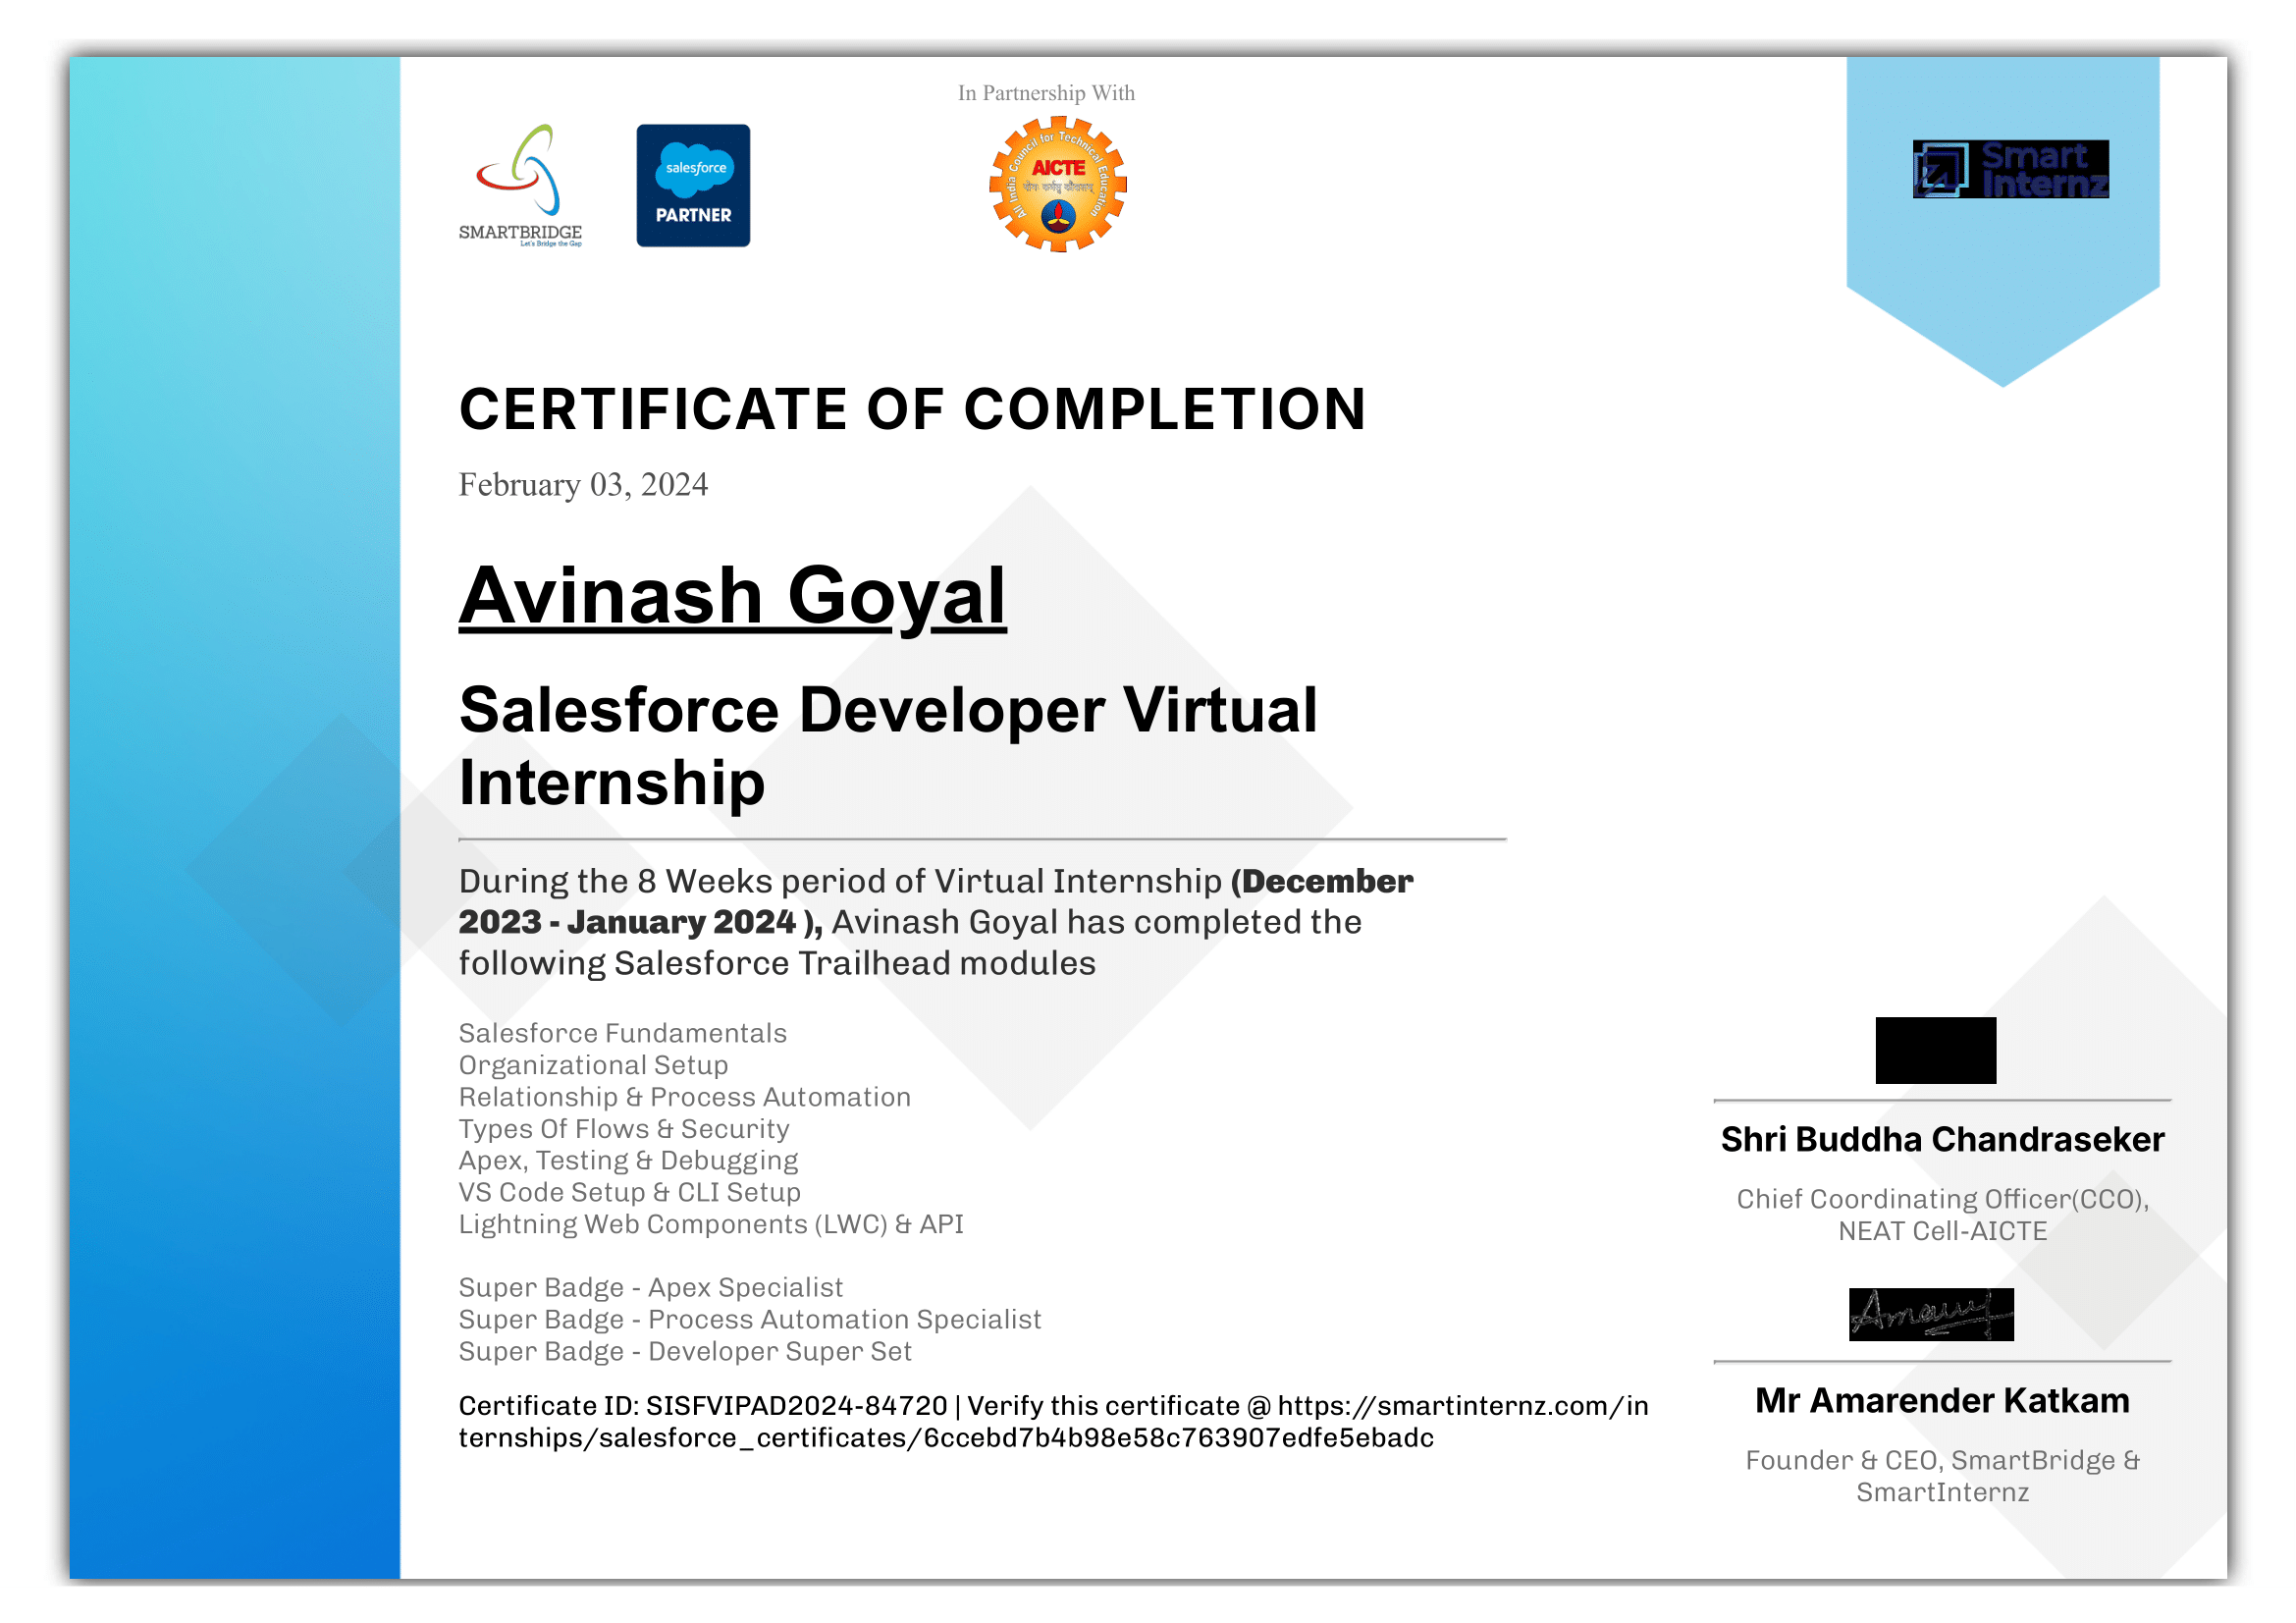 In Partnership With
SMARTBRIDGE
Let's Bridge the Gap
salesforce
PARTNER
All India Council for Technical Education
AICTE
Smart
Internz
CERTIFICATE OF COMPLETION
February 03, 2024
Avinash Goyal
Salesforce Developer Virtual
Internship
During the 8 Weeks period of Virtual Internship (December
2023 - January 2024 ), Avinash Goyal has completed the
following Salesforce Trailhead modules
Salesforce Fundamentals
Organizational Setup
Relationship & Process Automation
Types Of Flows & Security
Apex, Testing & Debugging
VS Code Setup & CLI Setup
Lightning Web Components (LWC) & API
Super Badge - Apex Specialist
Super Badge - Process Automation Specialist
Super Badge - Developer Super Set
Certificate ID: SISFVIPAD2024-84720 | Verify this certificate @ https://smartinternz.com/in
ternships/salesforce_certificates/6ccebd7b4b98e58c763907edfe5ebadc
Shri Buddha Chandraseker
Chief Coordinating Officer(CCO),
NEAT Cell-AICTE
Mr Amarender Katkam
Founder & CEO, SmartBridge &
SmartInternz